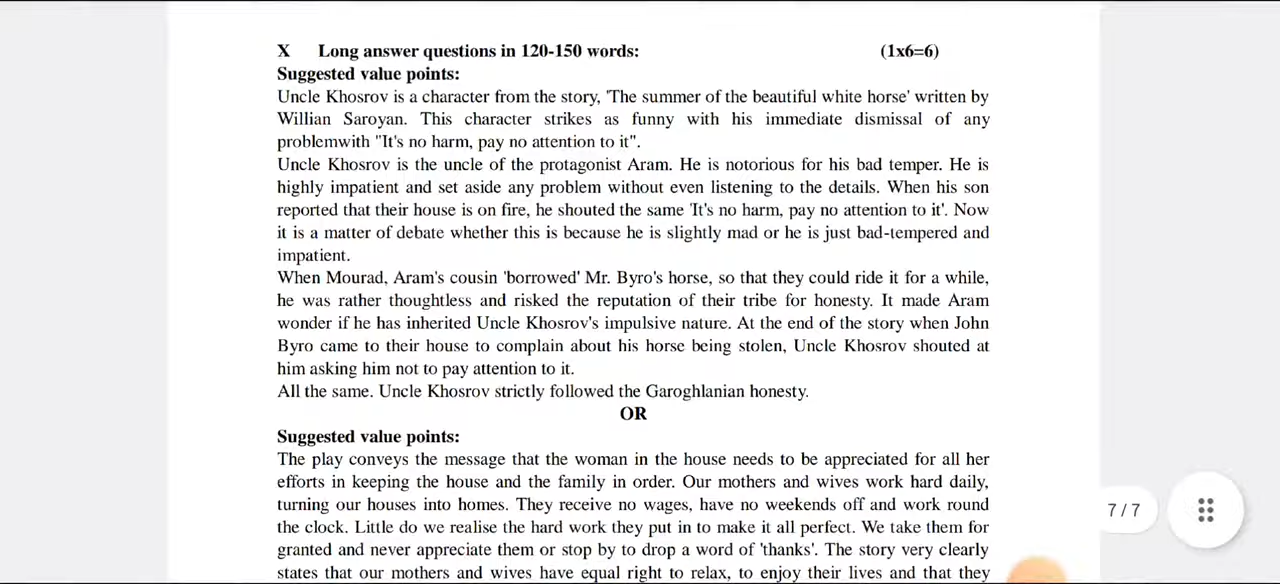 X Long answer questions in 120-150 words: (1x6=6)
Suggested value points:
Uncle Khosrov is a character from the story, 'The summer of the beautiful white horse' written by
Willian Saroyan. This character strikes as funny with his immediate dismissal of any
problemwith "It's no harm, pay no attention to it".
Uncle Khosrov is the uncle of the protagonist Aram. He is notorious for his bad temper. He is
highly impatient and set aside any problem without even listening to the details. When his son
reported that their house is on fire, he shouted the same 'It's no harm, pay no attention to it'. Now
it is a matter of debate whether this is because he is slightly mad or he is just bad-tempered and
impatient.
When Mourad, Aram's cousin 'borrowed' Mr. Byro's horse, so that they could ride it for a while,
he was rather thoughtless and risked the reputation of their tribe for honesty. It made Aram
wonder if he has inherited Uncle Khosrov's impulsive nature. At the end of the story when John
Byro came to their house to complain about his horse being stolen, Uncle Khosrov shouted at
him asking him not to pay attention to it.
All the same. Uncle Khosrov strictly followed the Garoghlanian honesty.
OR
Suggested value points:
The play conveys the message that the woman in the house needs to be appreciated for all her
efforts in keeping the house and the family in order. Our mothers and wives work hard daily,
turning our houses into homes. They receive no wages, have no weekends off and work round
the clock. Little do we realise the hard work they put in to make it all perfect. We take them for
granted and never appreciate them or stop by to drop a word of 'thanks'. The story very clearly
states that our mothers and wives have equal right to relax, to enjoy their lives and that they
7 / 7